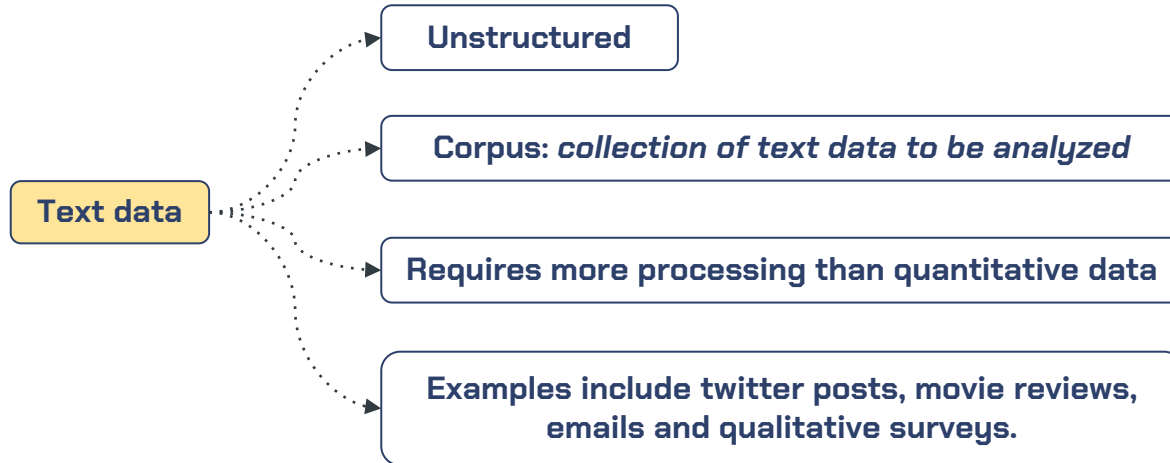 Unstructured
Corpus: collection of text data to be analyzed
Text data
Requires more processing than quantitative data
Examples include twitter posts, movie reviews,
emails and qualitative surveys.